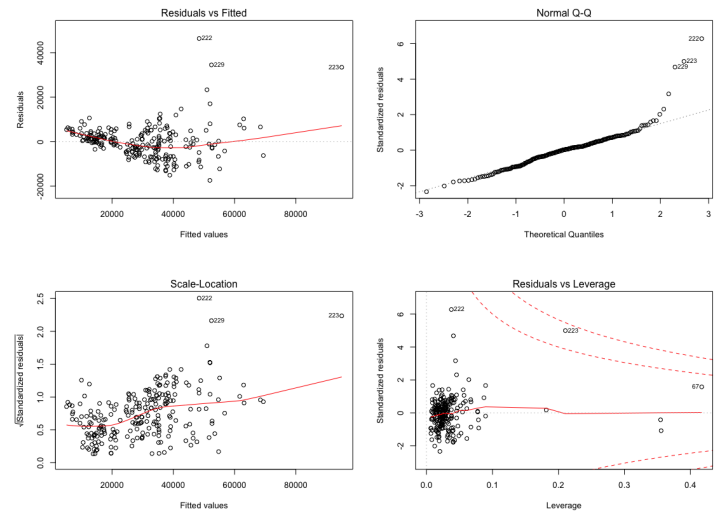 Residuals vs Fitted
Residuals
-20000 0 20000 40000
222
229
223
20000 40000 60000 80000
Fitted values
Normal Q-Q
Standardized residuals
-2 0 2 4 6
222
223
229
-3 -2 -1 0 1 2 3
Theoretical Quantiles
Scale-Location
√|Standardized residuals|
0.0 0.5 1.0 1.5 2.0 2.5
222
229
223
20000 40000 60000 80000
Fitted values
Residuals vs Leverage
Standardized residuals
-2 0 2 4 6
222
223
67
0.0 0.1 0.2 0.3 0.4
Leverage